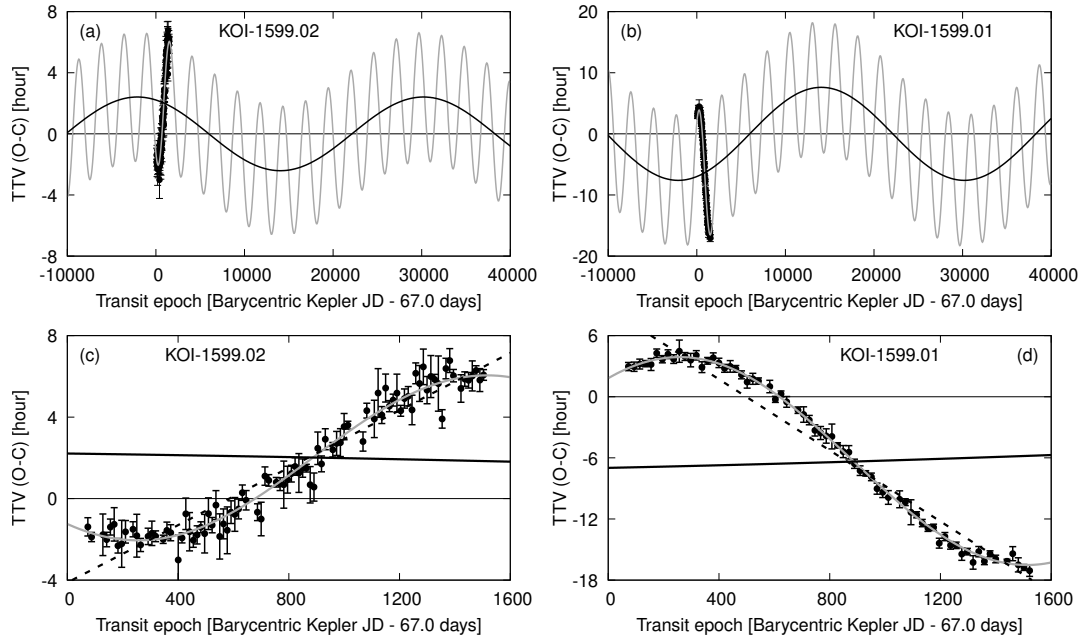 (a) KOI-1599.02
TTV (O-C) [hour]
8
4
0
-4
-8
-10000 0 10000 20000 30000 40000
Transit epoch [Barycentric Kepler JD - 67.0 days]
(b) KOI-1599.01
TTV (O-C) [hour]
20
10
0
-10
-20
-10000 0 10000 20000 30000 40000
Transit epoch [Barycentric Kepler JD - 67.0 days]
(c) KOI-1599.02
TTV (O-C) [hour]
8
4
0
-4
0 400 800 1200 1600
Transit epoch [Barycentric Kepler JD - 67.0 days]
KOI-1599.01 (d)
TTV (O-C) [hour]
6
0
-6
-12
-18
0 400 800 1200 1600
Transit epoch [Barycentric Kepler JD - 67.0 days]